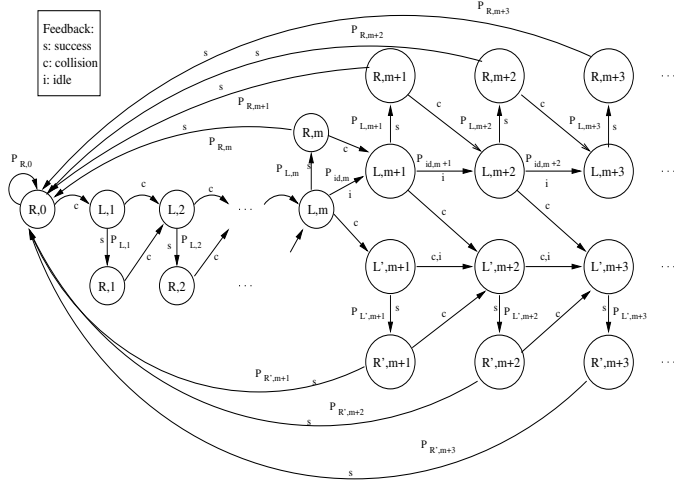 Feedback:
s: success
c: collision
i: idle
P R,m+3
s
P R,m+2
s
s
R,m+1
R,m+2
R,m+3
. . .
P R,m+1
c
c
s
P L,m+1
s
P L,m+2
s
P L,m+3
s
R,m
P R,m
c
P R,0
P L,m
s
P id,m
i
L,m+1
P id,m+1
i
L,m+2
P id,m+2
i
L,m+3
. . .
R,0
c
L,1
c
L,2
c
. . .
L,m
c
c
c
s
P L,1
c
s
P L,2
c
R,1
R,2
. . .
L',m+1
c,i
L',m+2
c,i
L',m+3
. . .
P L',m+1
s
c
s
P L',m+2
c
s
P L',m+3
R',m+1
R',m+2
R',m+3
. . .
P R',m+1
s
P R',m+2
s
P R',m+3
s